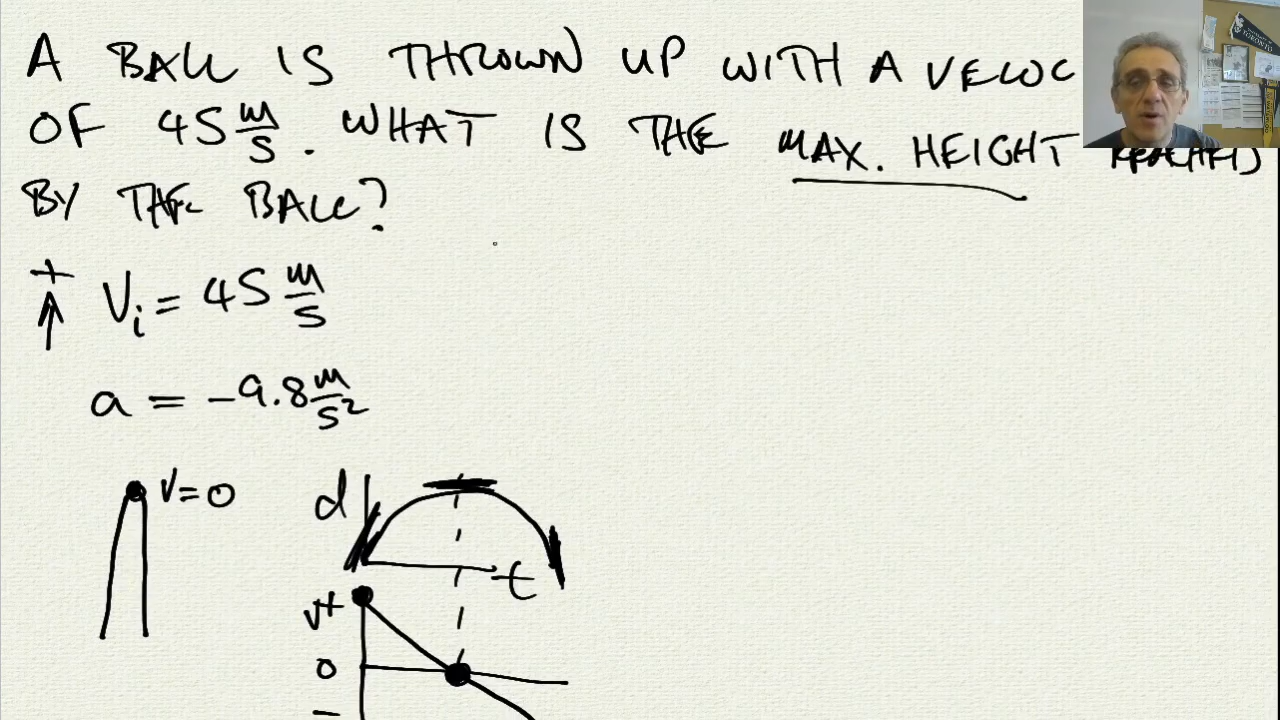 A BALL IS THROWN UP WITH A VELOC
OF 45 m/s. WHAT IS THE MAX. HEIGHT
BY THE BALL?
+ Vi = 45 m/s
a = -9.8 m/s²
V=0
d
t
V+
0
-
TORONTO